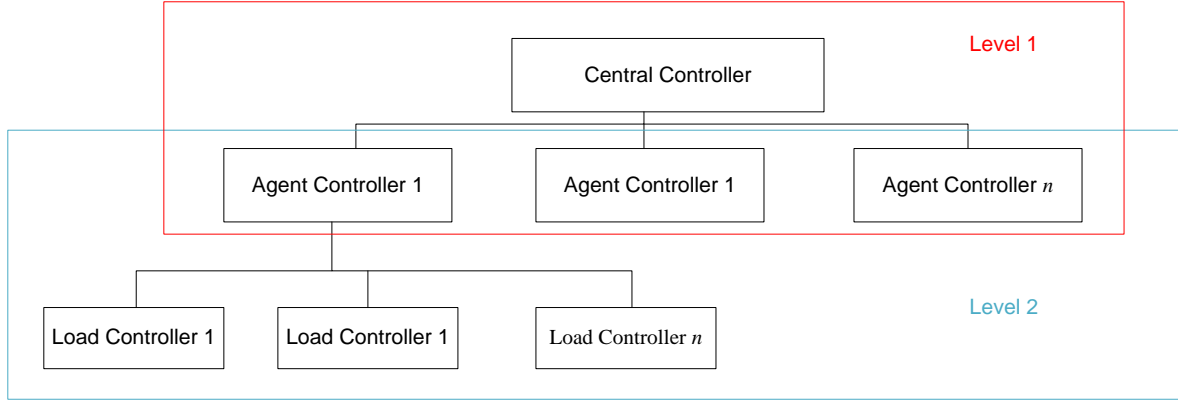 Level 1
Central Controller
Agent Controller 1
Agent Controller 1
Agent Controller n
Level 2
Load Controller 1
Load Controller 1
Load Controller n